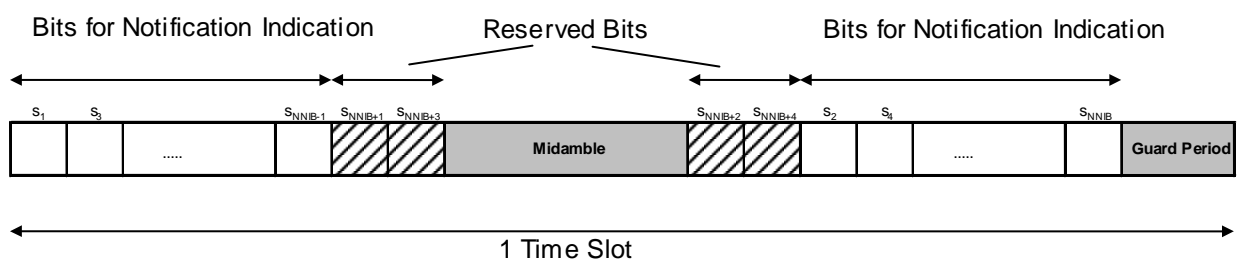 Bits for Notification Indication Reserved Bits Bits for Notification Indication
s1 s3 sNNIB-1 sNNIB+1 sNNIB+3 sNNIB+2 sNNIB+4 s2 s4 sNNIB
..... Midamble ..... Guard Period
1 Time Slot